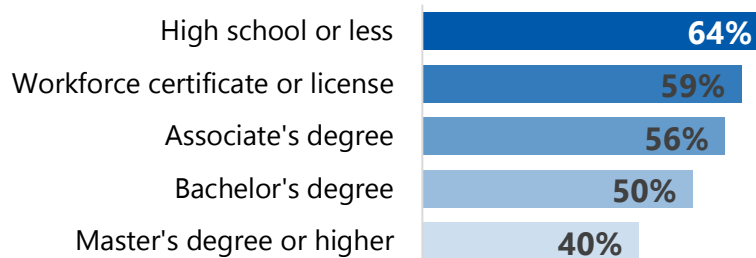 High school or less 64%
Workforce certificate or license 59%
Associate's degree 56%
Bachelor's degree 50%
Master's degree or higher 40%